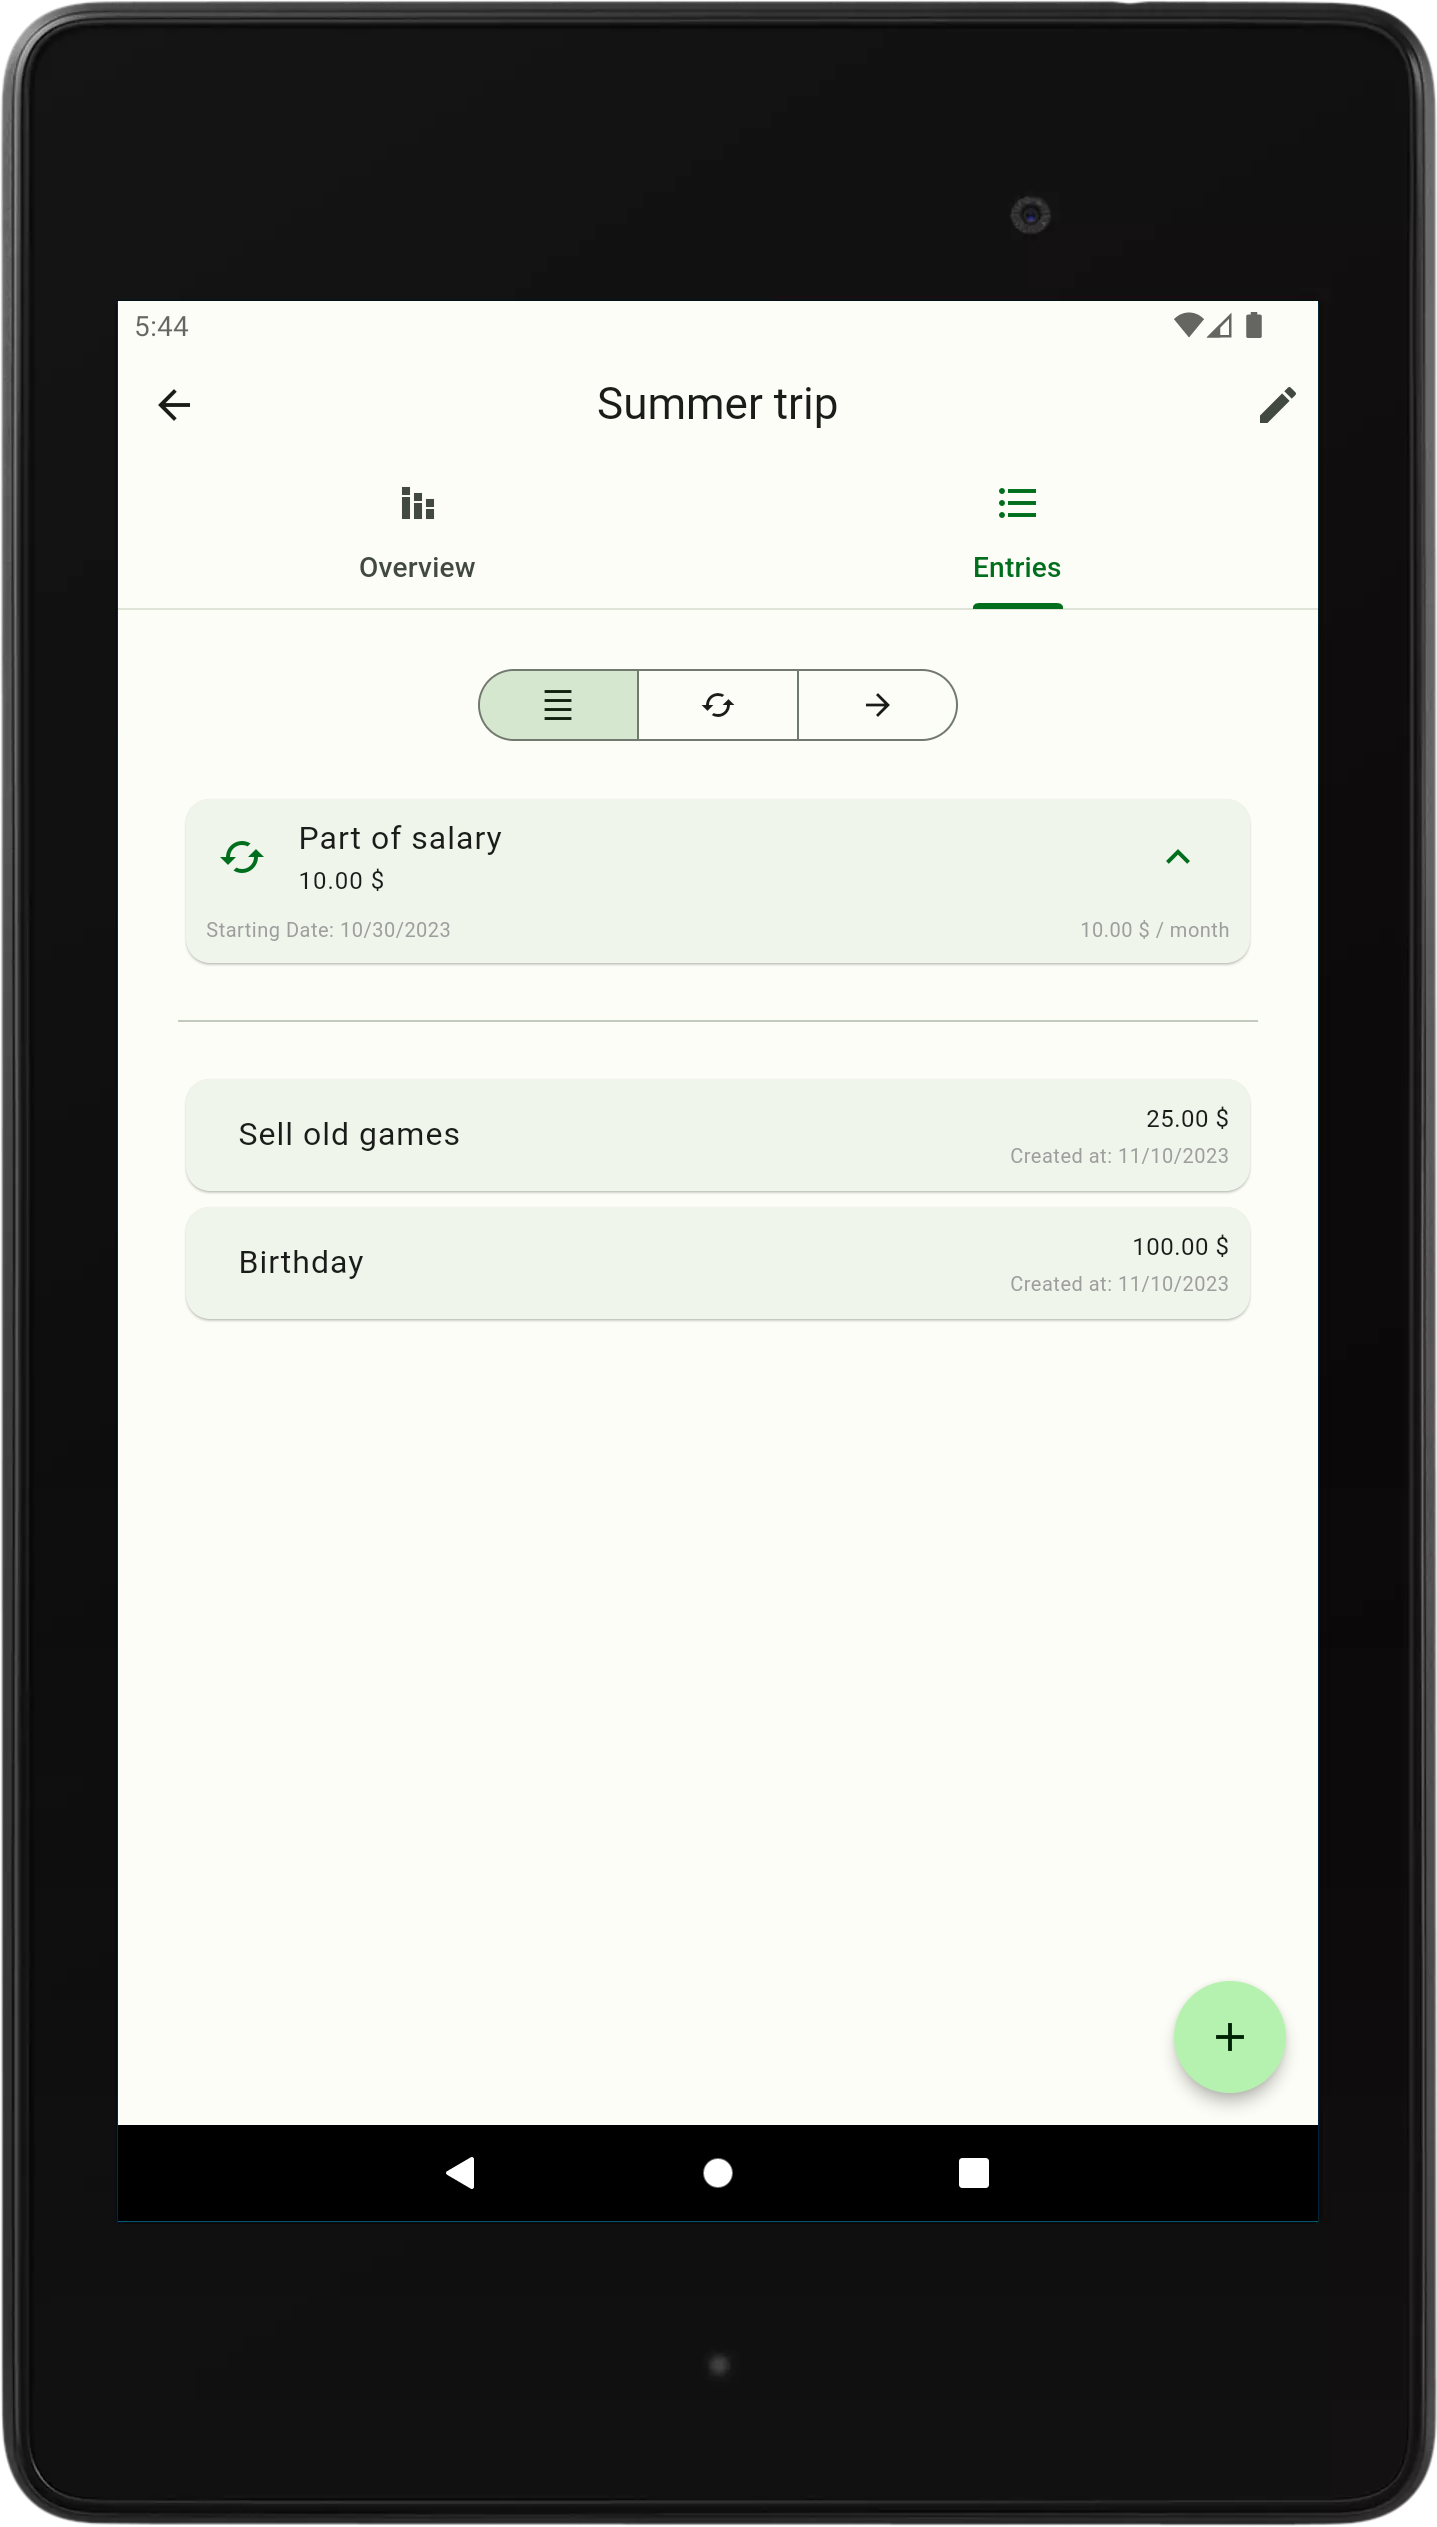 5:44
Summer trip
Overview
Entries
Part of salary
10.00 $
Starting Date: 10/30/2023
10.00 $ / month
Sell old games
25.00 $
Created at: 11/10/2023
Birthday
100.00 $
Created at: 11/10/2023